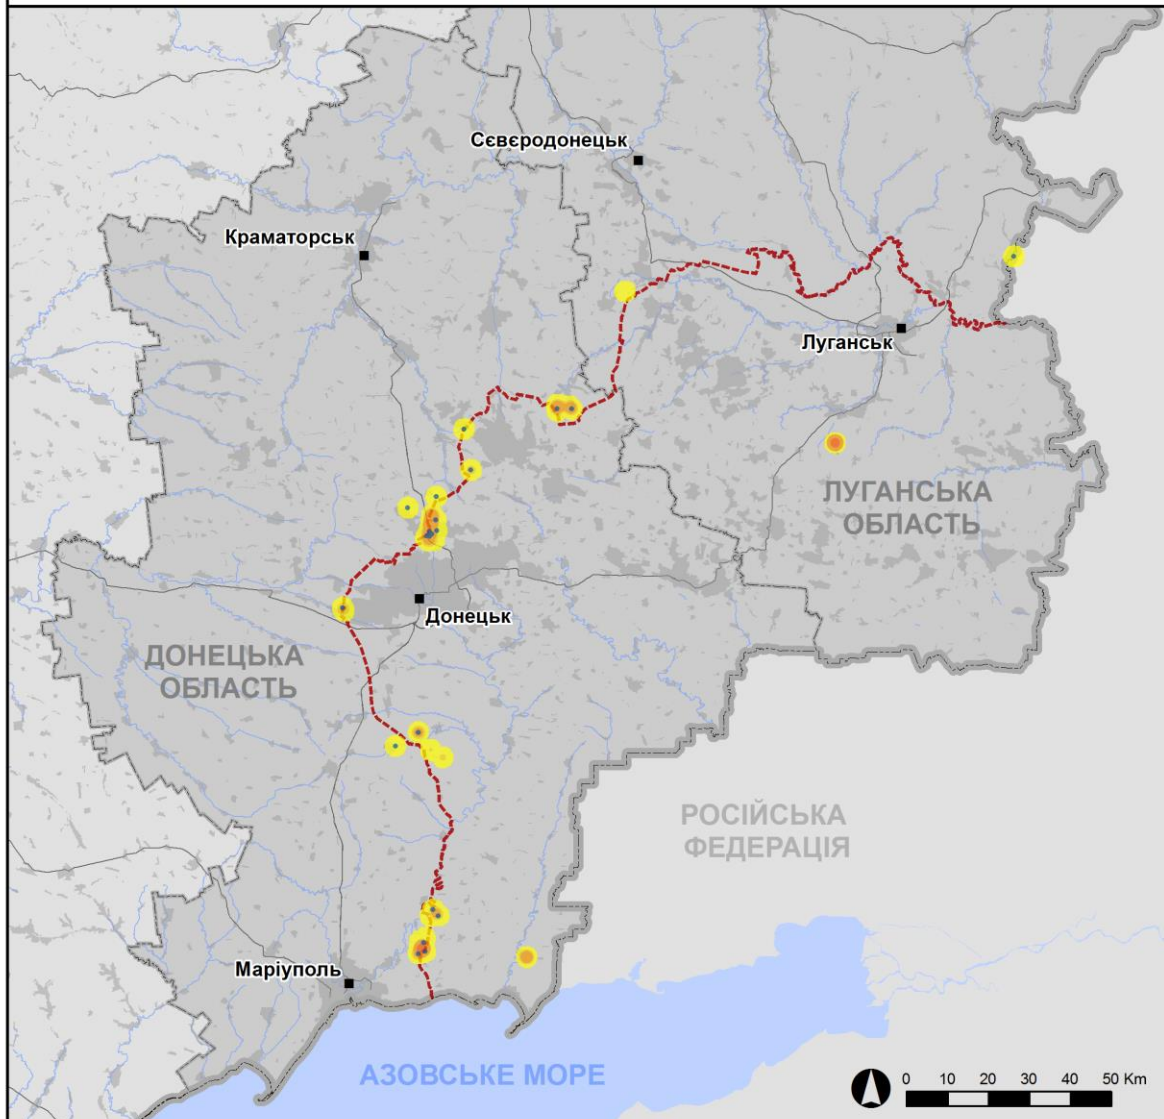 Сєвєродонецьк
Краматорськ
Луганськ
ЛУГАНСЬКА
ОБЛАСТЬ
Донецьк
ДОНЕЦЬКА
ОБЛАСТЬ
РОСІЙСЬКА
ФЕДЕРАЦІЯ
Маріуполь
АЗОВСЬКЕ МОРЕ
0 10 20 30 40 50 Km